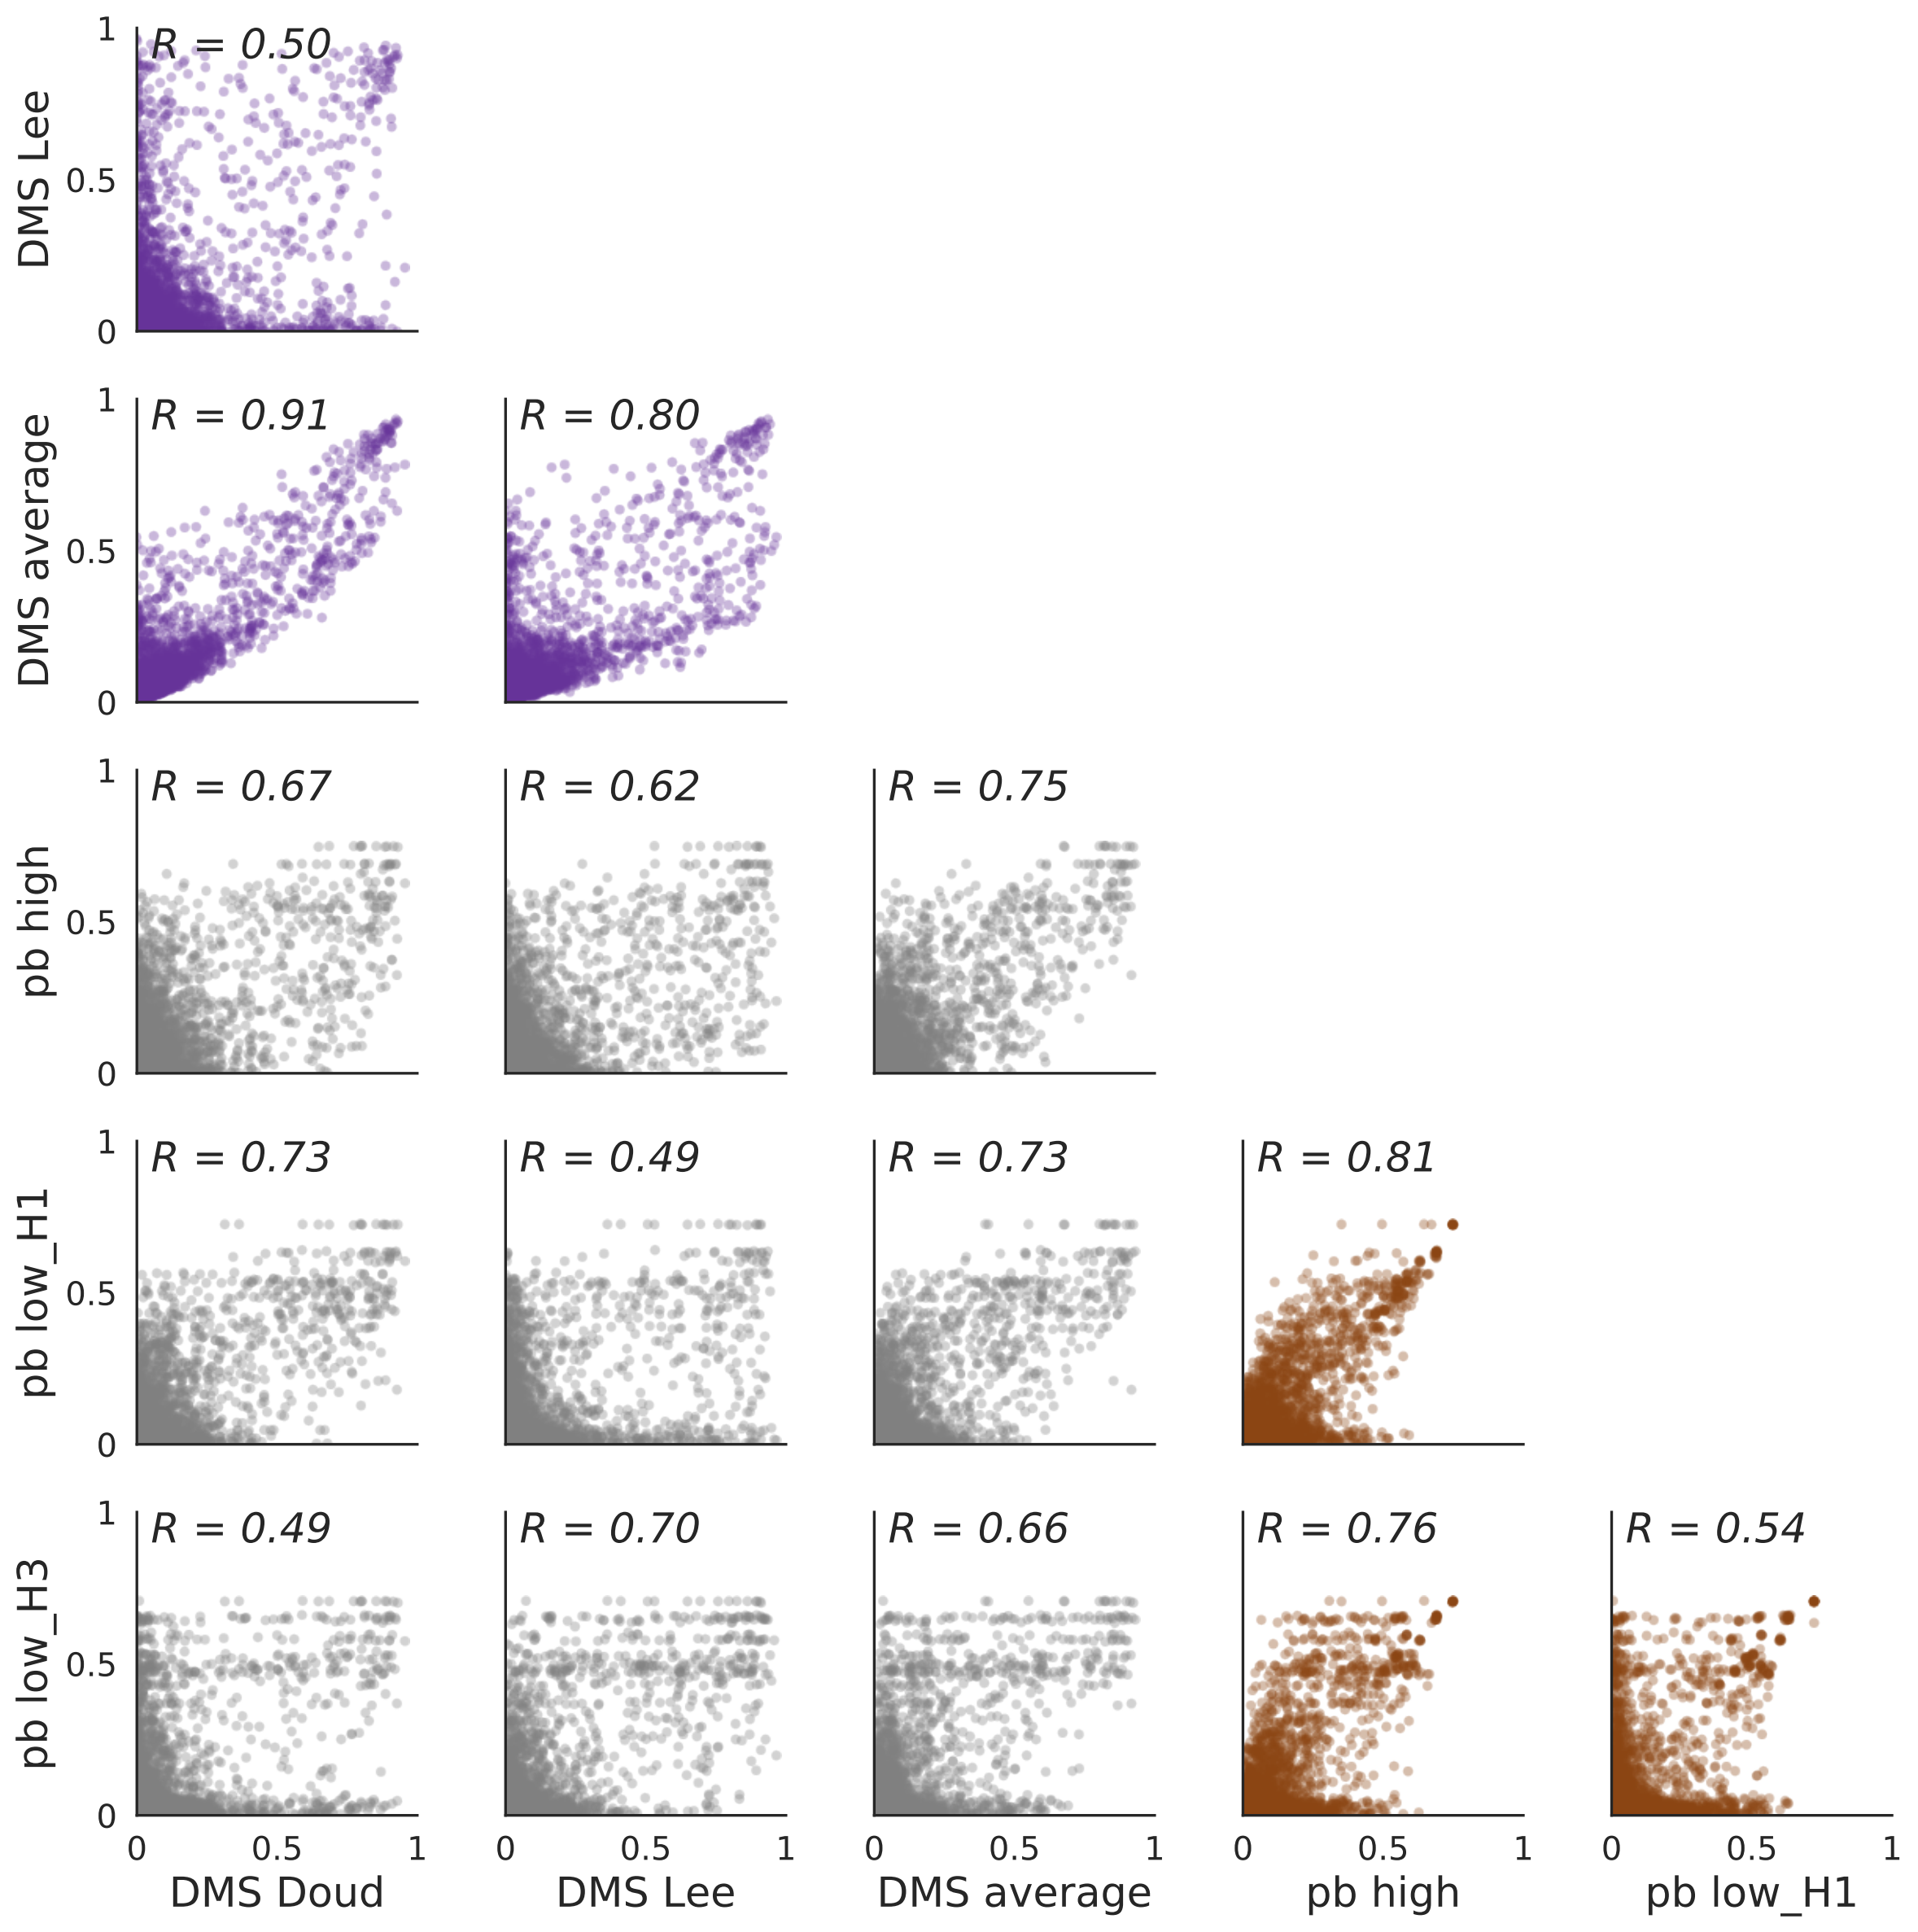 DMS Lee
1
0.5
0
R = 0.50
DMS average
1
0.5
0
R = 0.91
R = 0.80
pb high
1
0.5
0
R = 0.67
R = 0.62
R = 0.75
pb low_H1
1
0.5
0
R = 0.73
R = 0.49
R = 0.73
R = 0.81
pb low_H3
1
0.5
0
R = 0.49
R = 0.70
R = 0.66
R = 0.76
R = 0.54
0 0.5 1
0 0.5 1
0 0.5 1
0 0.5 1
0 0.5 1
DMS Doud
DMS Lee
DMS average
pb high
pb low_H1